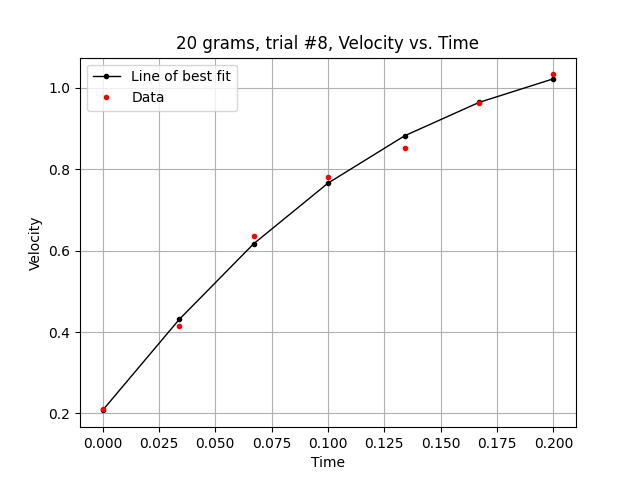 20 grams, trial #8, Velocity vs. Time
Line of best fit
Data
1.0
0.8
0.6
0.4
0.2
Velocity
0.000 0.025 0.050 0.075 0.100 0.125 0.150 0.175 0.200
Time